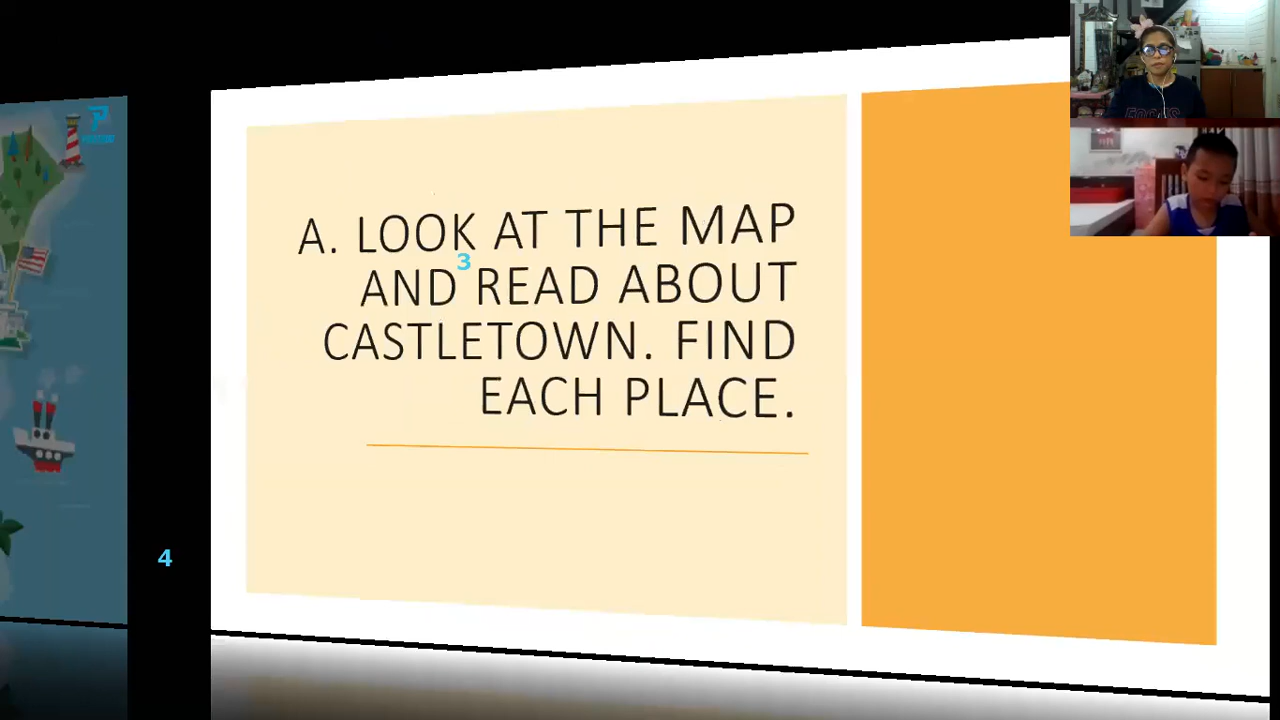 A. LOOK AT THE MAP
3
AND READ ABOUT
CASTLETOWN. FIND
EACH PLACE.
4